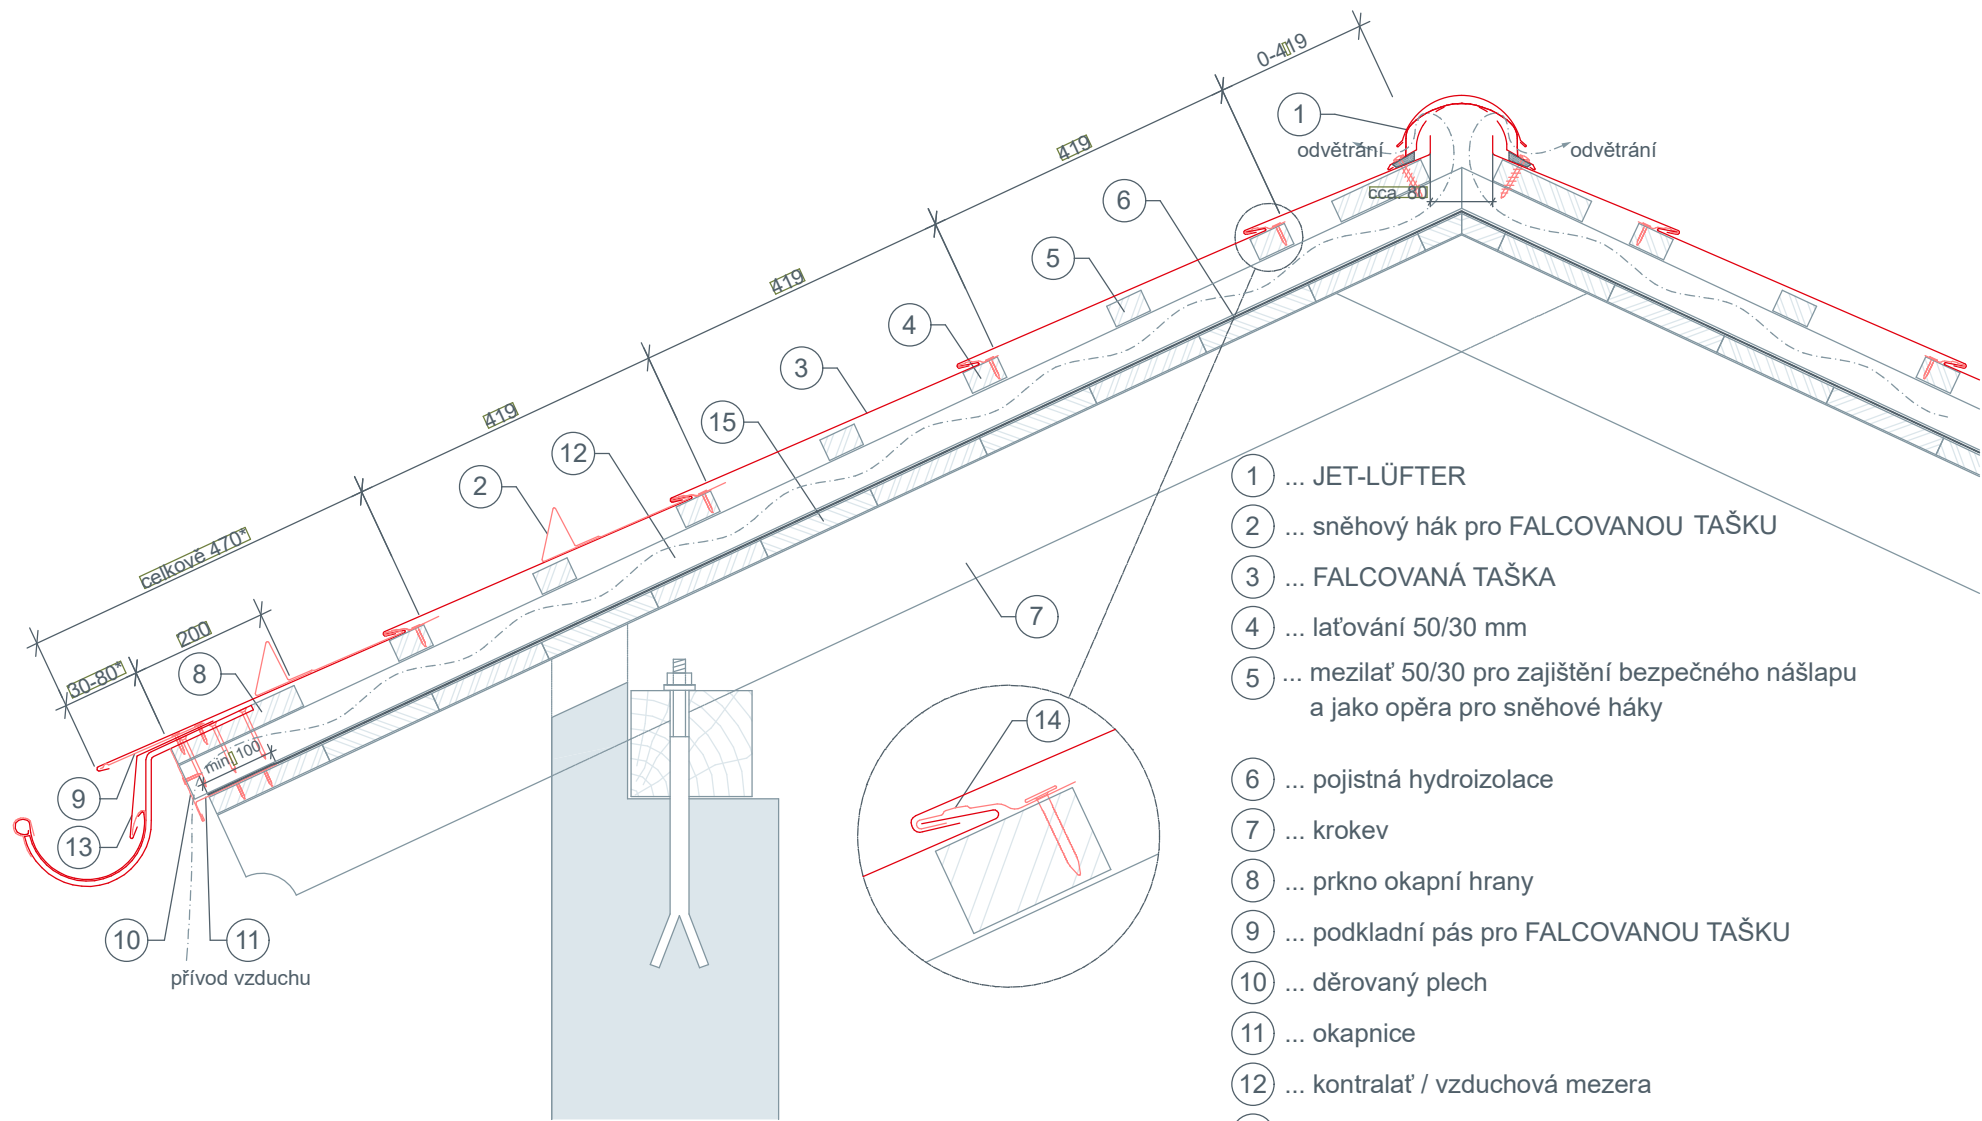 0-419
1
odvětrání
odvětrání
419
cca. 80
6
5
419
4
3
419
15
12
2
celkově 470*
200
30-80*
8
min. 100
7
9
13
14
10
11
přívod vzduchu
1 ... JET-LÜFTER
2 ... sněhový hák pro FALCOVANOU TAŠKU
3 ... FALCOVANÁ TAŠKA
4 ... laťování 50/30 mm
5 ... mezilať 50/30 pro zajištění bezpečného nášlapu
a jako opěra pro sněhové háky
6 ... pojistná hydroizolace
7 ... krokev
8 ... prkno okapní hrany
9 ... podkladní pás pro FALCOVANOU TAŠKU
10 ... děrovaný plech
11 ... okapnice
12 ... kontralať / vzduchová mezera